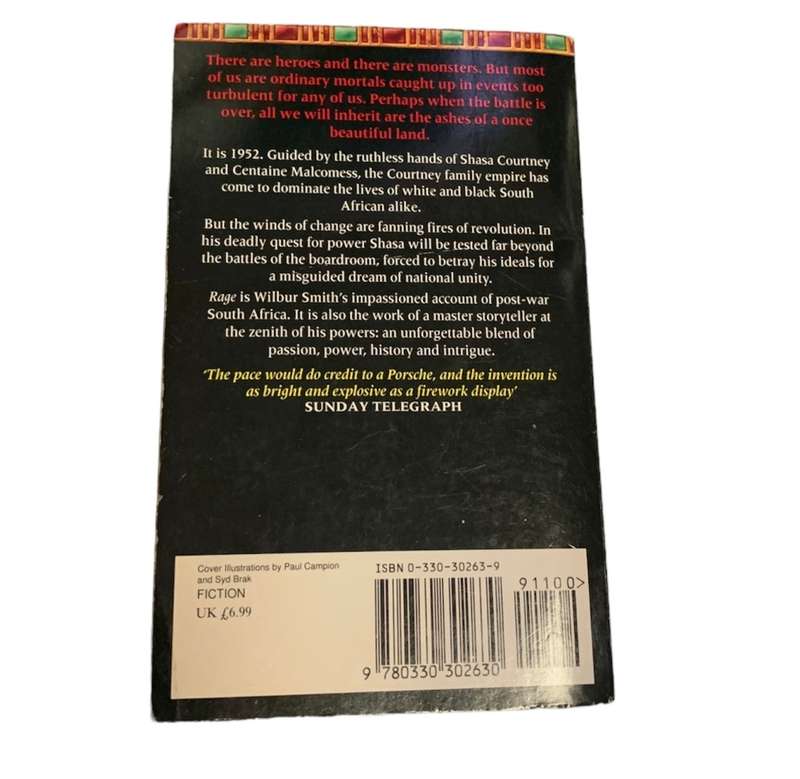 There are heroes and there are monsters. But most
of us are ordinary mortals caught up in events too
turbulent for any of us. Perhaps when the battle is
over, all we will inherit are the ashes of a once
beautiful land.
It is 1952. Guided by the ruthless hands of Shasa Courtney
and Centaine Malcomess, the Courtney family empire has
come to dominate the lives of white and black South
African alike.
But the winds of change are fanning fires of revolution. In
his deadly quest for power Shasa will be tested far beyond
the battles of the boardroom, forced to betray his ideals for
a misguided dream of national unity.
Rage is Wilbur Smith's impassioned account of post-war
South Africa. It is also the work of a master storyteller at
the zenith of his powers: an unforgettable blend of
passion, power, history and intrigue.
‘The pace would do credit to a Porsche, and the invention is
as bright and explosive as a firework display’
SUNDAY TELEGRAPH
Cover Illustrations by Paul Campion
and Syd Brak
FICTION
UK £6.99
ISBN 0-330-30263-9
91100>
9 780330 302630